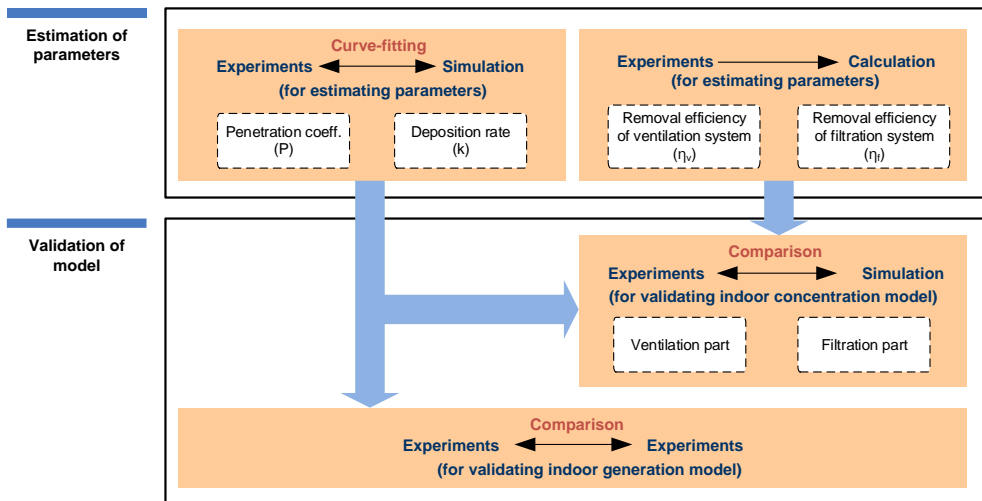 Estimation of
parameters
Curve-fitting
Experiments Simulation
(for estimating parameters)
Penetration coeff.
(P)
Deposition rate
(k)
Experiments Calculation
(for estimating parameters)
Removal efficiency
of ventilation system
(ηv)
Removal efficiency
of filtration system
(ηf)
Validation of
model
Comparison
Experiments Simulation
(for validating indoor concentration model)
Ventilation part
Filtration part
Comparison
Experiments Experiments
(for validating indoor generation model)